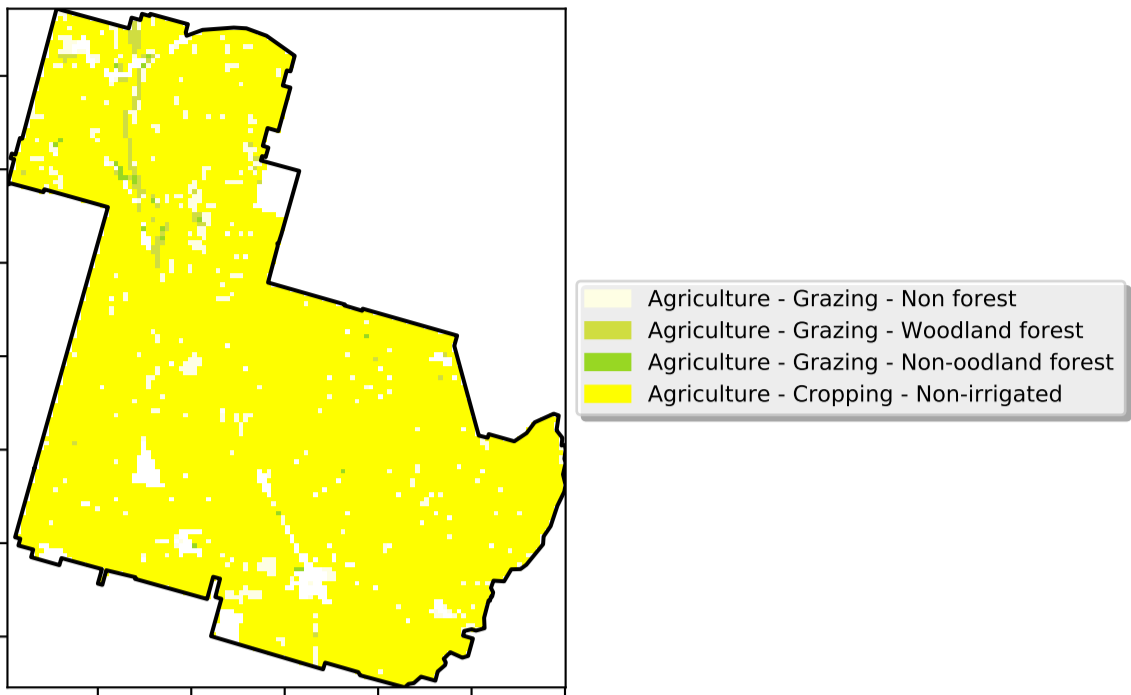 Agriculture - Grazing - Non forest
Agriculture - Grazing - Woodland forest
Agriculture - Grazing - Non-oodland forest
Agriculture - Cropping - Non-irrigated